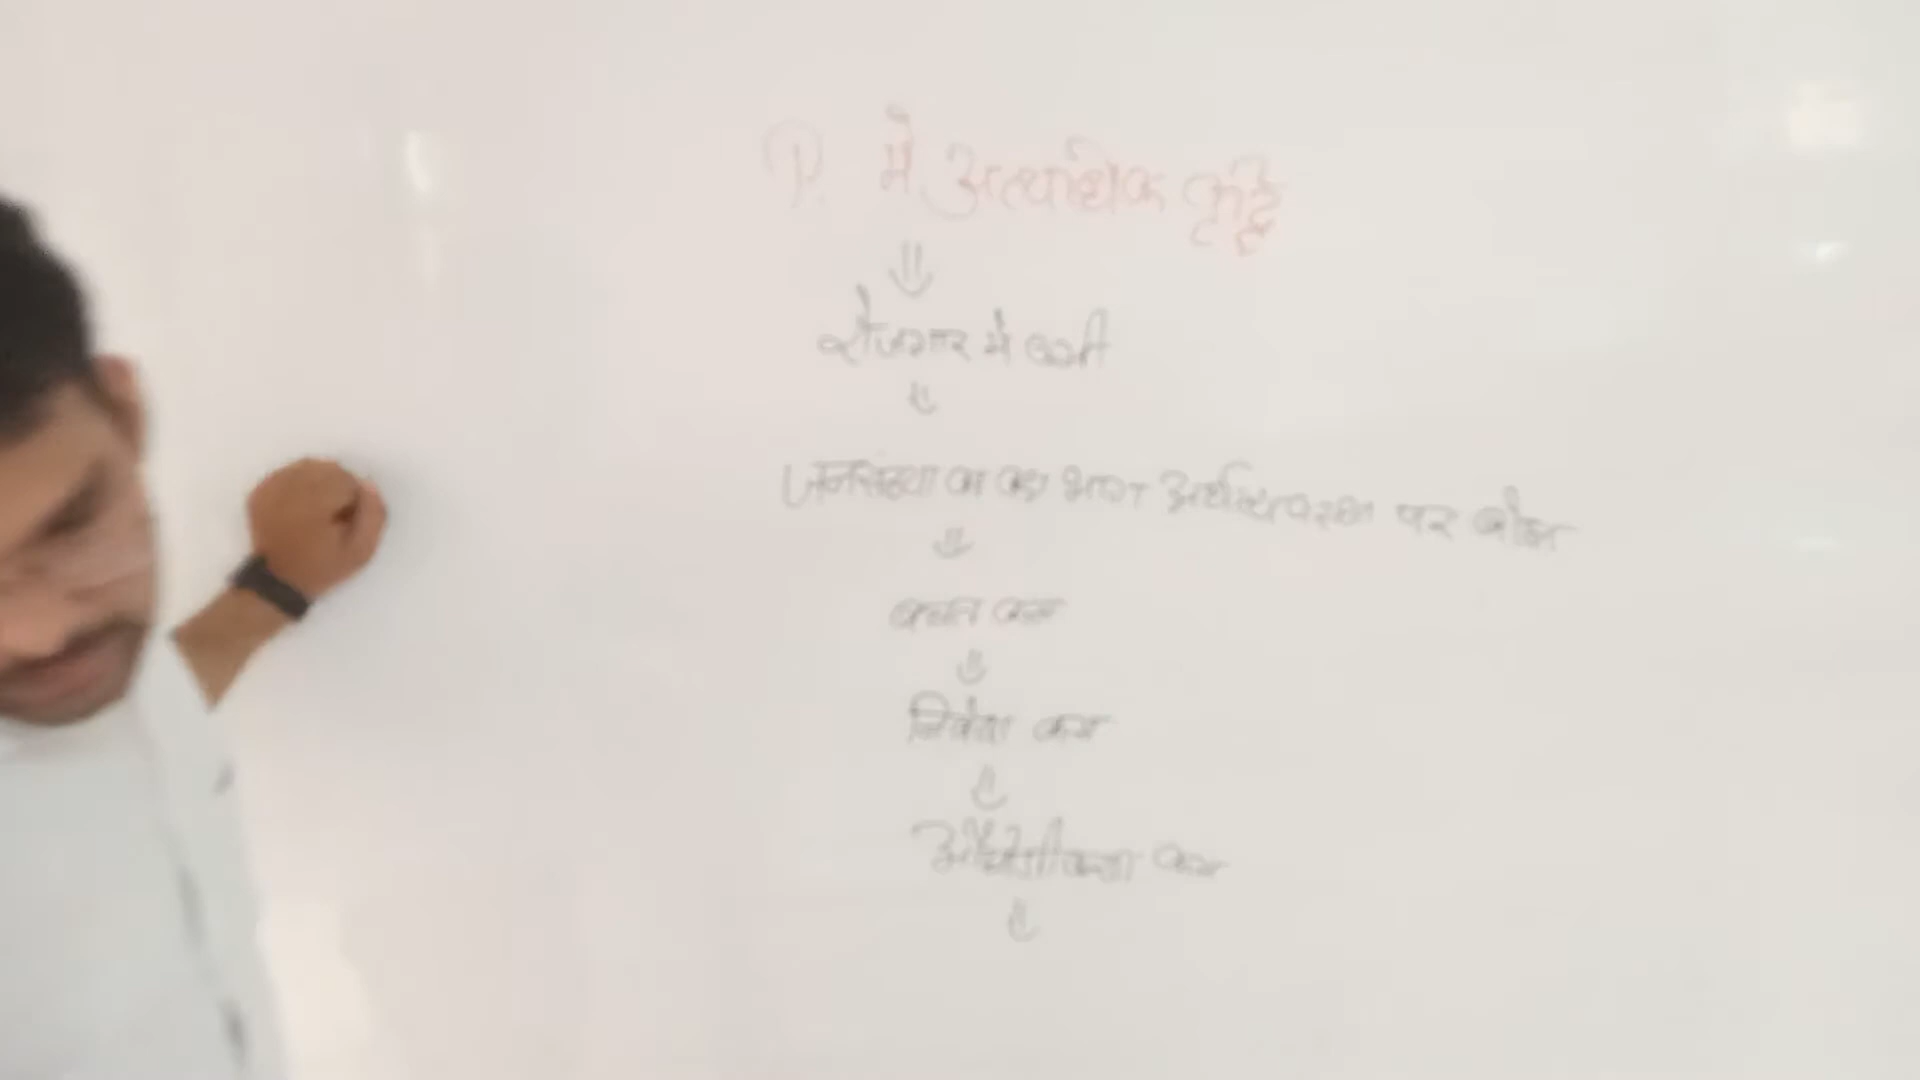 P. में अत्यधिक वृद्धि
रोजगार में कमी
जनसंख्या का बड़ा भाग अर्थव्यवस्था पर बोझ
बचत कम
निवेश कम
औद्योगीकरण कम